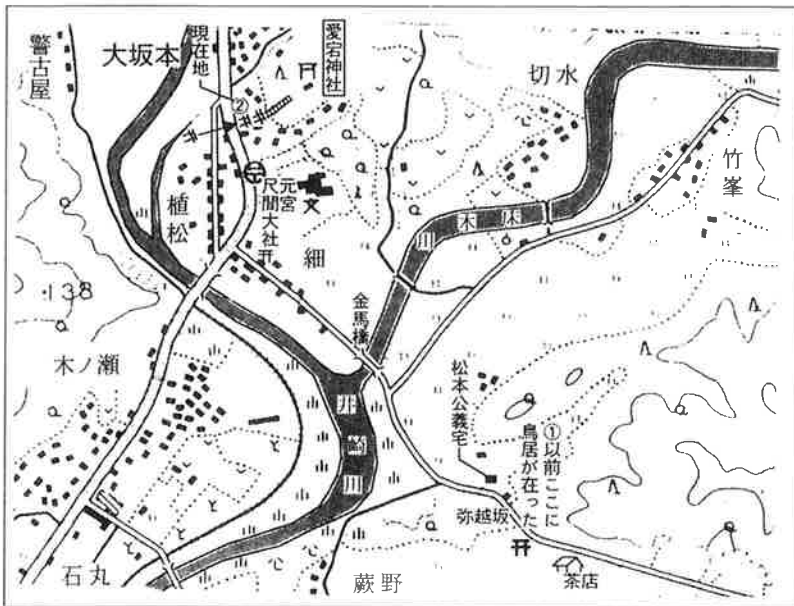 警古屋
大坂本
現在地
②
愛宕神社
切水
竹峯
植松
元宮
尺間大社
細
床木川
金馬橋
・138
木ノ瀬
松本公義宅
①以前ここに
鳥居が在った
井崎川
弥越坂
茶店
石丸
蕨野